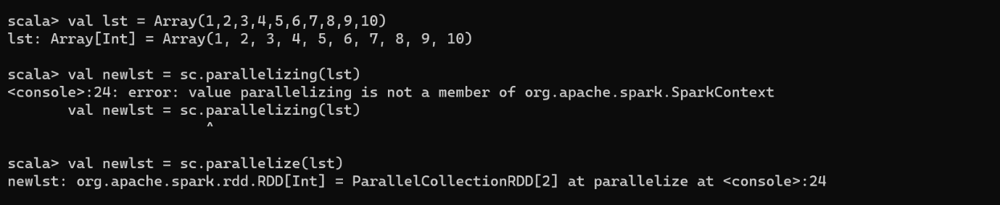 scala> val lst = Array(1,2,3,4,5,6,7,8,9,10)
lst: Array[Int] = Array(1, 2, 3, 4, 5, 6, 7, 8, 9, 10)
scala> val newlst = sc.parallelizing(lst)
<console>:24: error: value parallelizing is not a member of org.apache.spark.SparkContext
       val newlst = sc.parallelizing(lst)
                       ^
scala> val newlst = sc.parallelize(lst)
newlst: org.apache.spark.rdd.RDD[Int] = ParallelCollectionRDD[2] at parallelize at <console>:24